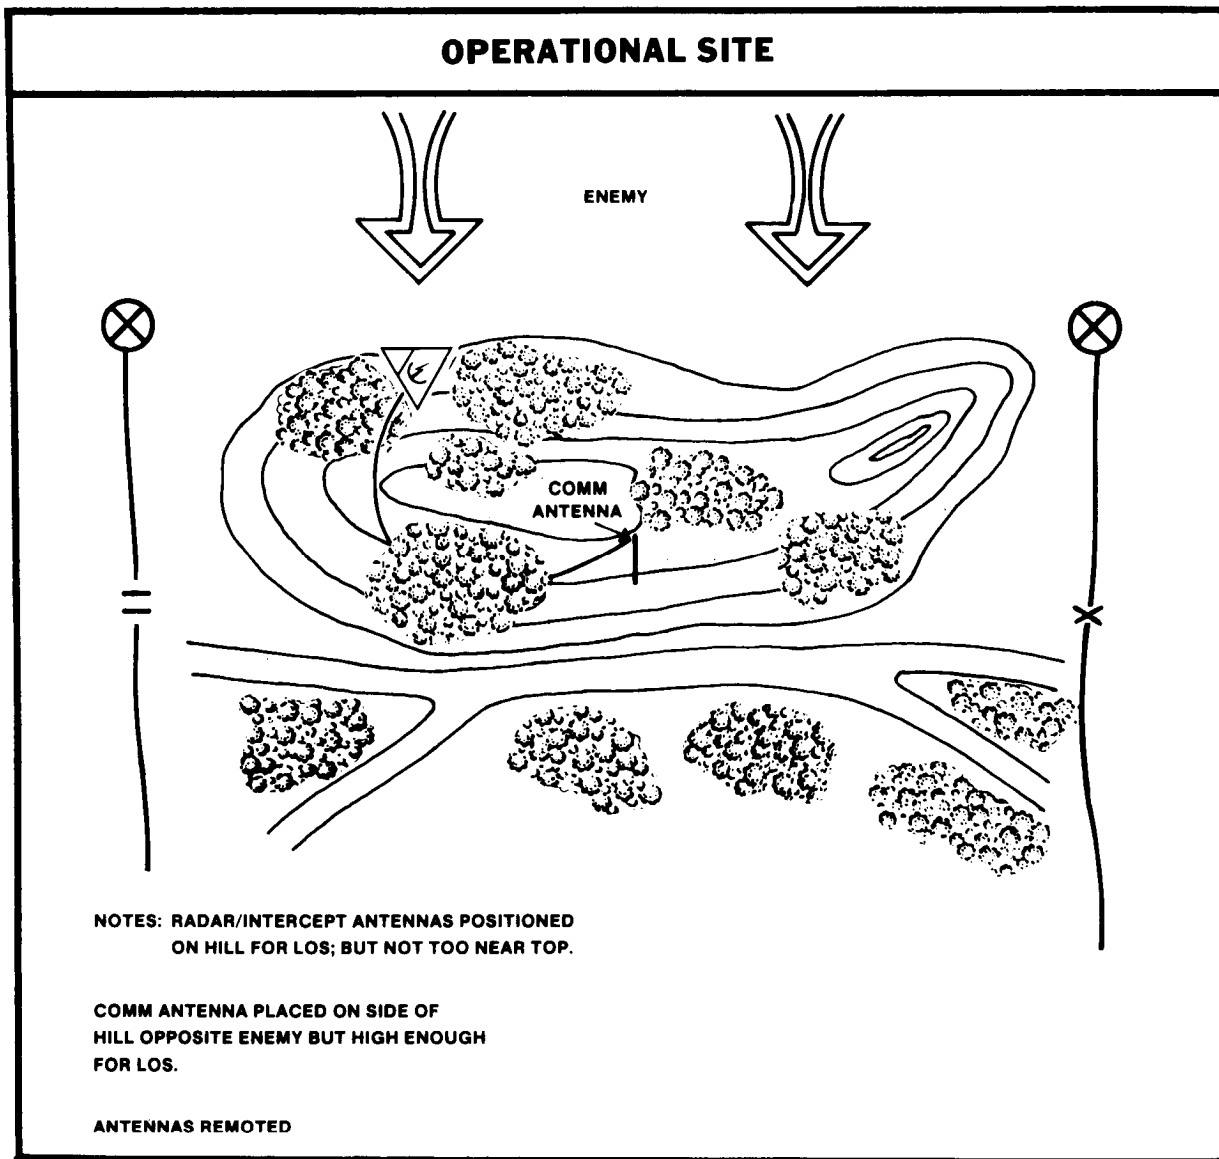 OPERATIONAL SITE
ENEMY
COMM
ANTENNA
NOTES: RADAR/INTERCEPT ANTENNAS POSITIONED
ON HILL FOR LOS; BUT NOT TOO NEAR TOP.
COMM ANTENNA PLACED ON SIDE OF
HILL OPPOSITE ENEMY BUT HIGH ENOUGH
FOR LOS.
ANTENNAS REMOTED